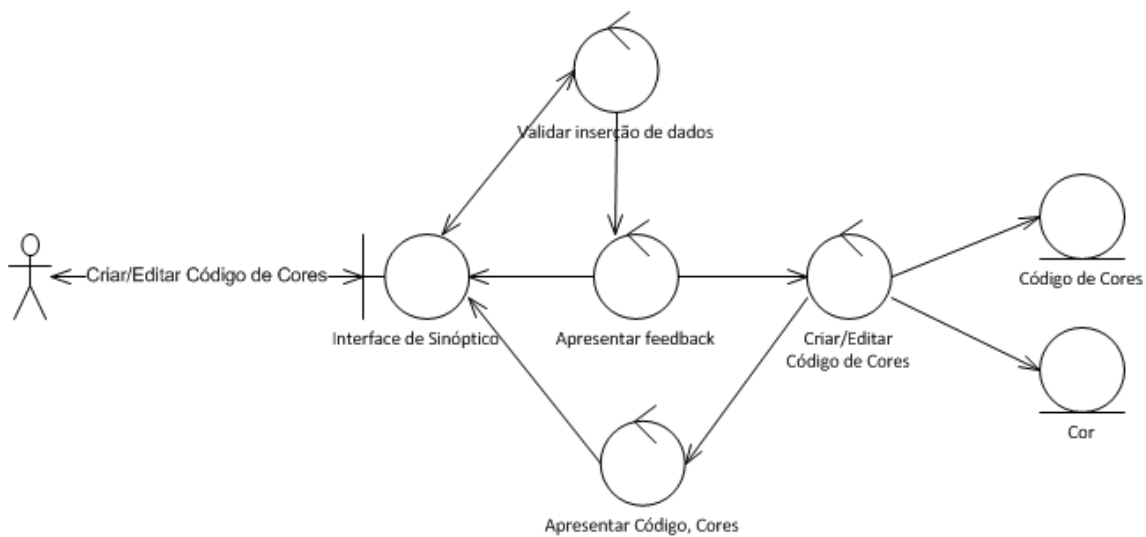 Validar inserção de dados
Criar/Editar Código de Cores
Interface de Sinóptico
Apresentar feedback
Criar/Editar
Código de Cores
Código de Cores
Cor
Apresentar Código, Cores